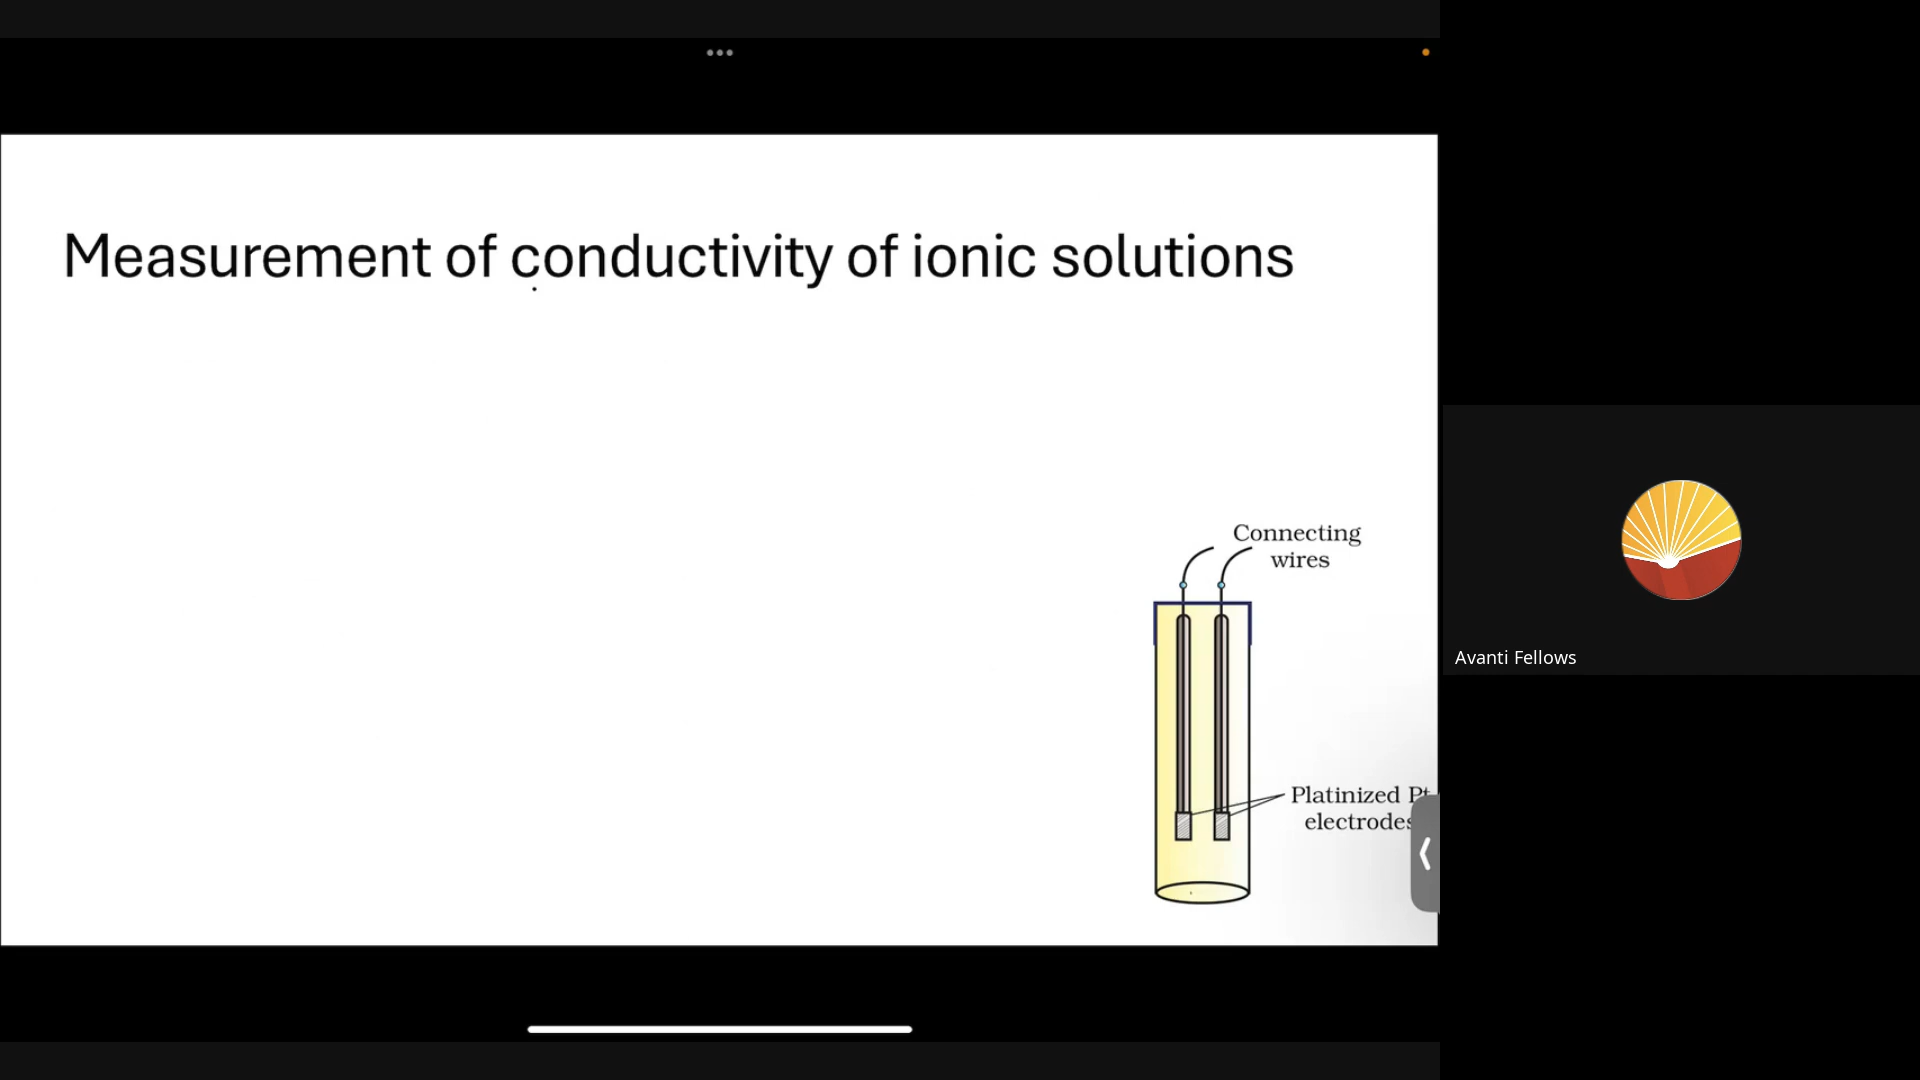 Measurement of conductivity of ionic solutions
Connecting
wires
Platinized Pt
electrodes
Avanti Fellows